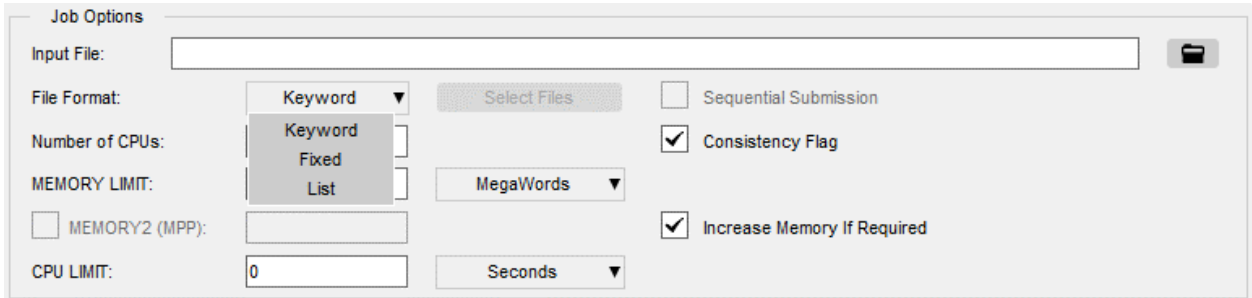 Job Options
Input File:
File Format: Keyword Select Files Sequential Submission
Keyword
Number of CPUs: Consistency Flag
Fixed
MEMORY LIMIT: List MegaWords
MEMORY2 (MPP): Increase Memory If Required
CPU LIMIT: 0 Seconds